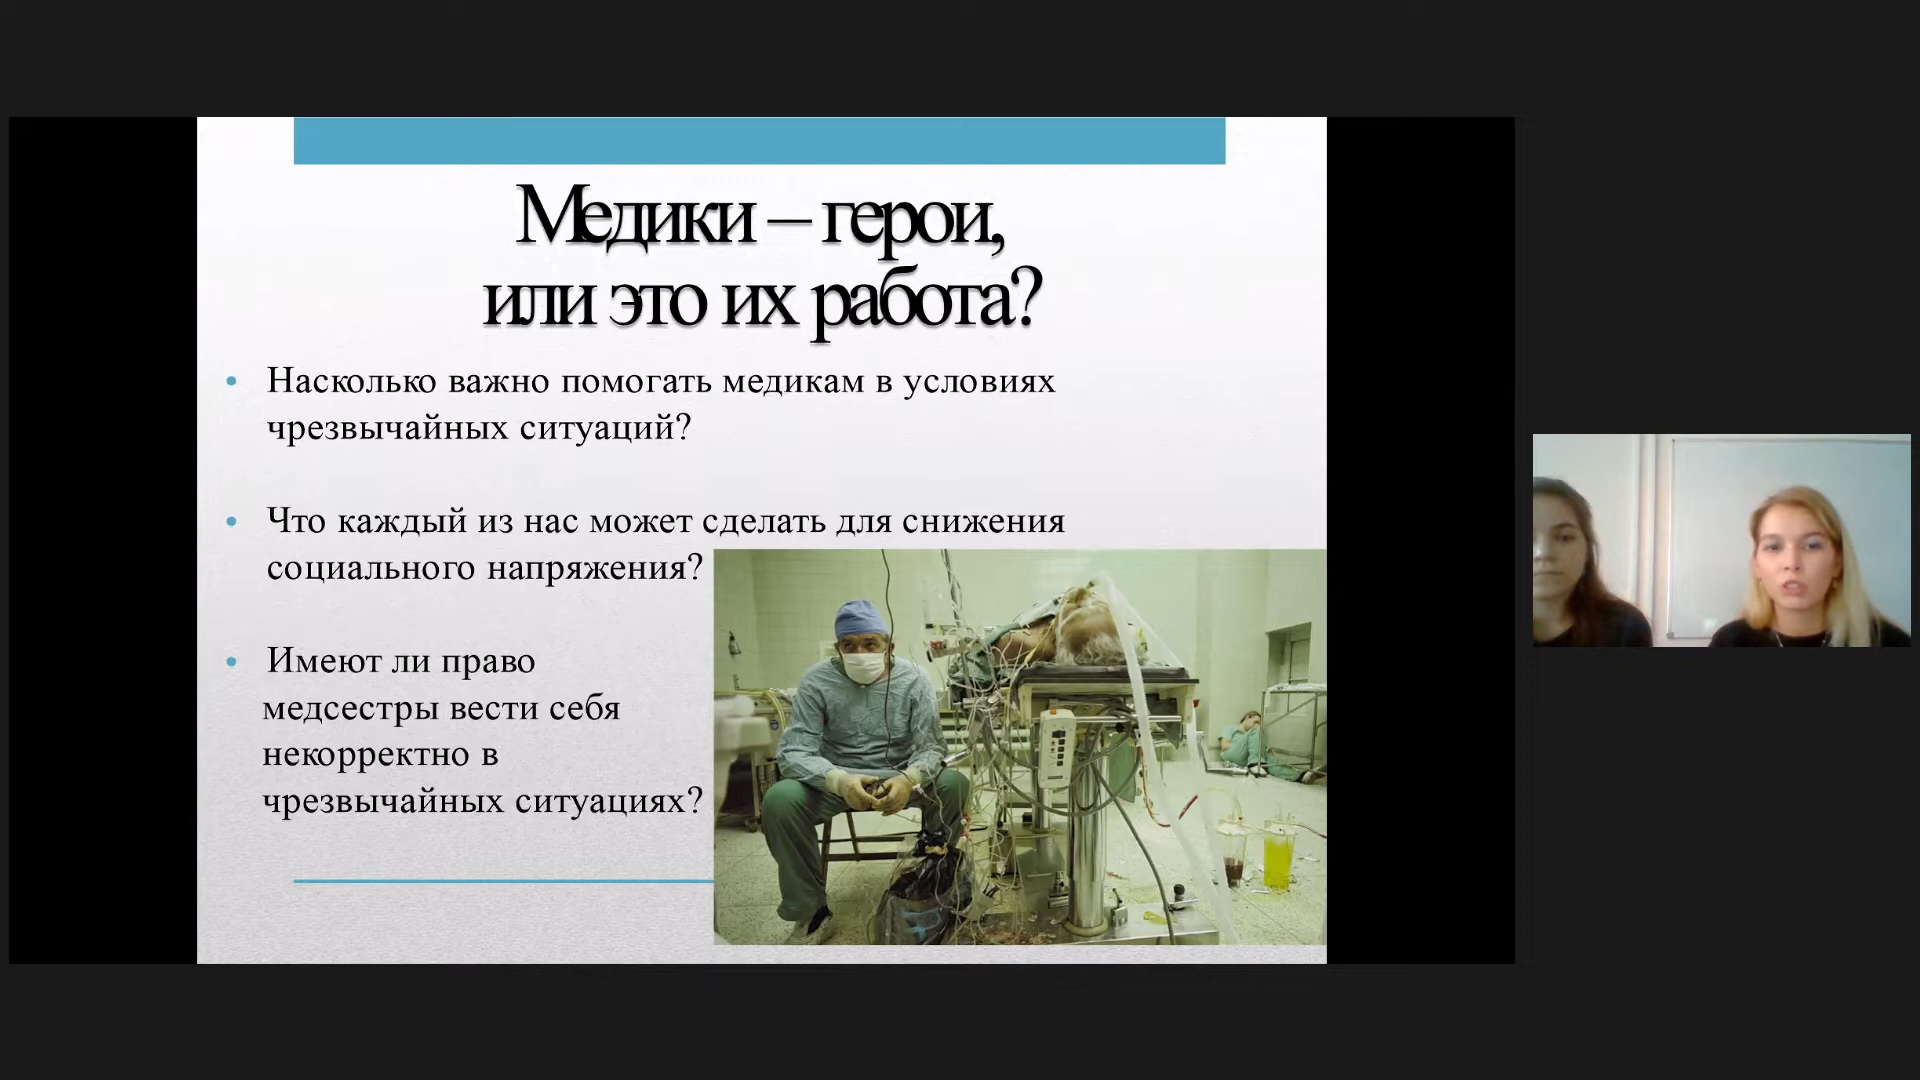 Медики – герои,
или это их работа?
• Насколько важно помогать медикам в условиях
чрезвычайных ситуаций?
• Что каждый из нас может сделать для снижения
социального напряжения?
• Имеют ли право
медсестры вести себя
некорректно в
чрезвычайных ситуациях?